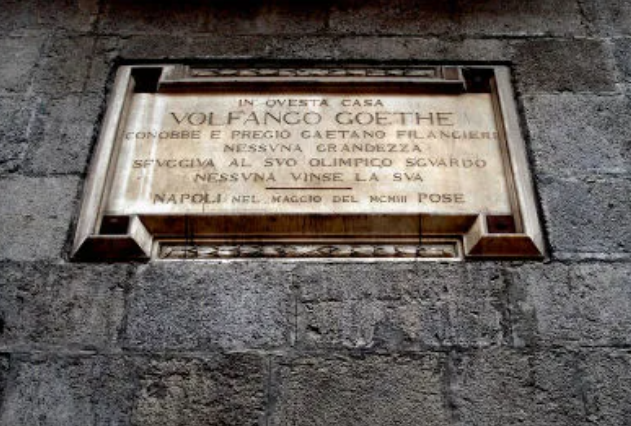 IN QVESTA CASA
VOLFANGO GOETHE
CONOBBE E PREGIO GAETANO FILANGIERI
NESSVNA GRANDEZZA
SFVGGIVA AL SVO OLIMPICO SGVARDO
NESSVNA VINSE LA SVA
NAPOLI NEL MAGGIO DEL MCMIII POSE